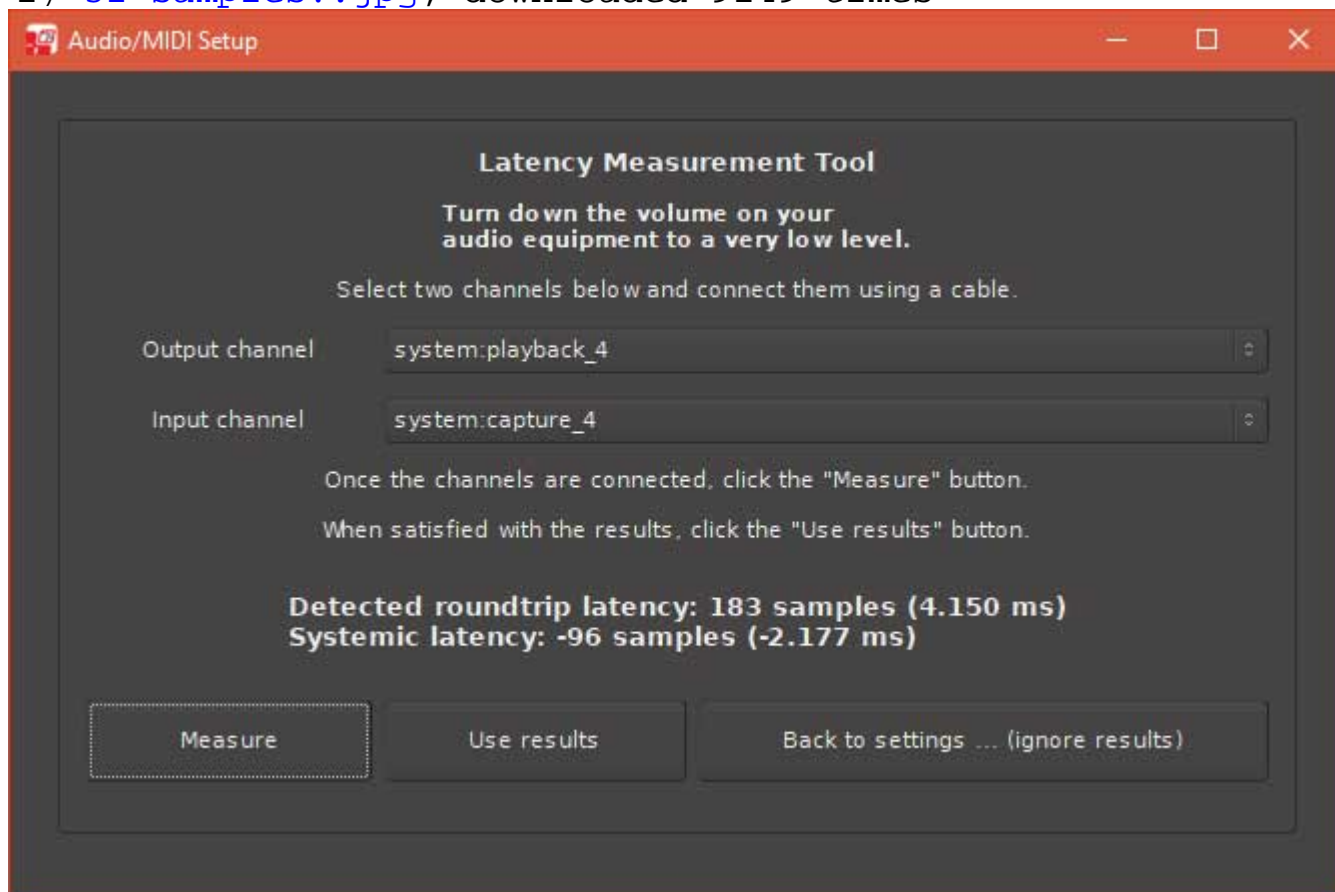 Audio/MIDI Setup
Latency Measurement Tool
Turn down the volume on your
audio equipment to a very low level.
Select two channels below and connect them using a cable.
Output channel system:playback_4
Input channel system:capture_4
Once the channels are connected, click the "Measure" button.
When satisfied with the results, click the "Use results" button.
Detected roundtrip latency: 183 samples (4.150 ms)
Systemic latency: -96 samples (-2.177 ms)
Measure Use results Back to settings ... (ignore results)